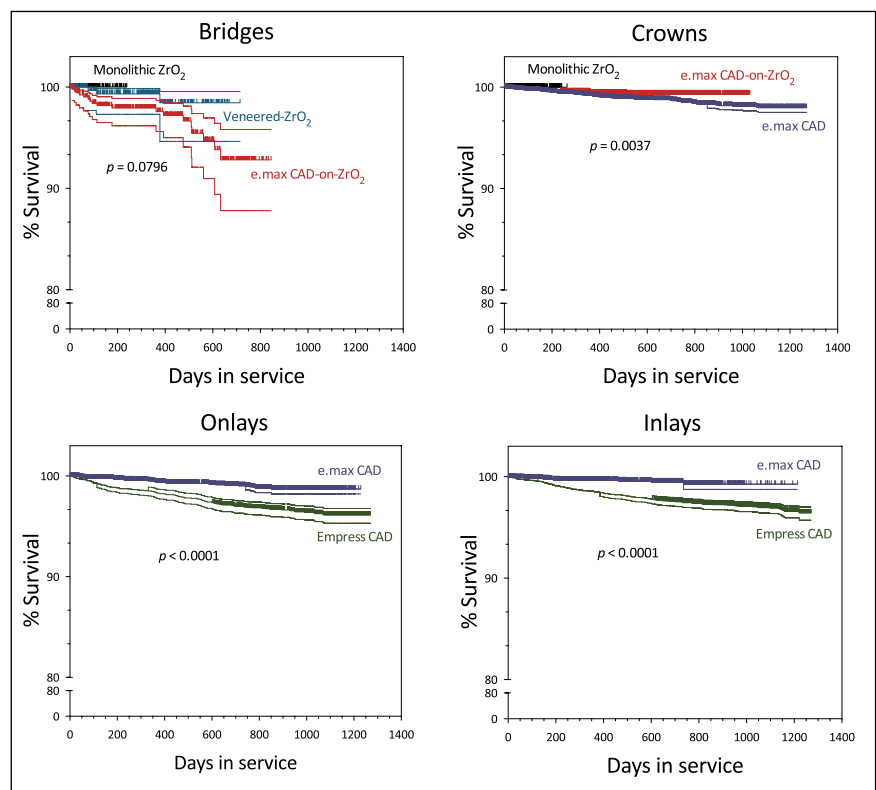 Bridges
Monolithic ZrO2
100
Veneered-ZrO2
p = 0.0796
e.max CAD-on-ZrO2
90
% Survival
80
80
0
0 200 400 600 800 1000 1200 1400
Days in service
Crowns
Monolithic ZrO2
e.max CAD-on-ZrO2
100
e.max CAD
p = 0.0037
90
% Survival
80
80
0
0 200 400 600 800 1000 1200 1400
Days in service
Onlays
e.max CAD
100
Empress CAD
p < 0.0001
90
% Survival
80
80
0
0 200 400 600 800 1000 1200 1400
Days in service
Inlays
e.max CAD
100
Empress CAD
p < 0.0001
90
% Survival
80
80
0
0 200 400 600 800 1000 1200 1400
Days in service